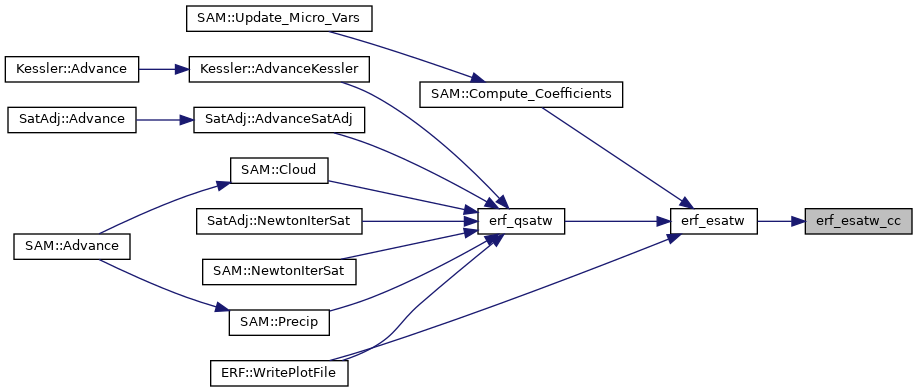 SAM::Update_Micro_Vars
Kessler::Advance
Kessler::AdvanceKessler
SAM::Compute_Coefficients
SatAdj::Advance
SatAdj::AdvanceSatAdj
SAM::Cloud
SatAdj::NewtonIterSat
erf_qsatw
erf_esatw
erf_esatw_cc
SAM::Advance
SAM::NewtonIterSat
SAM::Precip
ERF::WritePlotFile